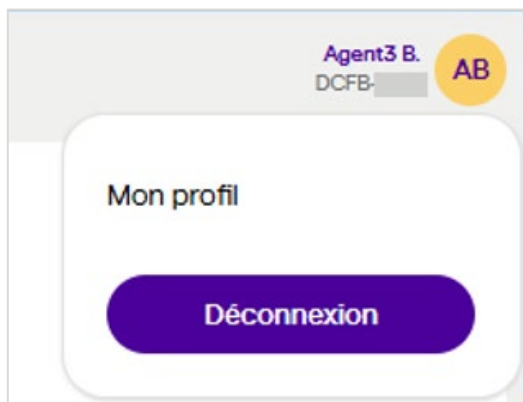 Agent3 B.
DCFB-
AB
Mon profil
Déconnexion